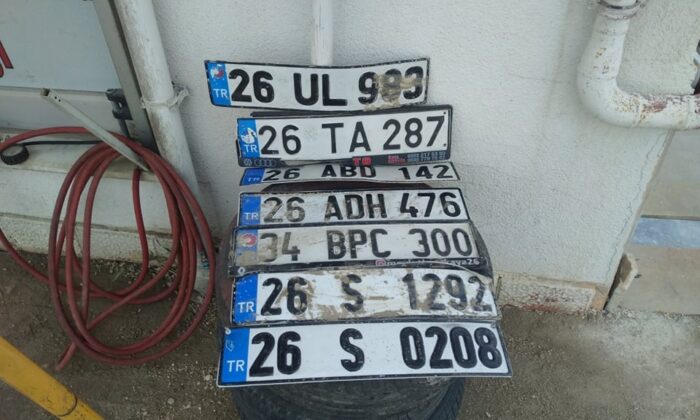 TR 26 UL 983
TR 26 TA 287
TR 26 ABD 142
TR 26 ADH 476
34 BPC 300
TR 26 S 1292
TR 26 S 0208